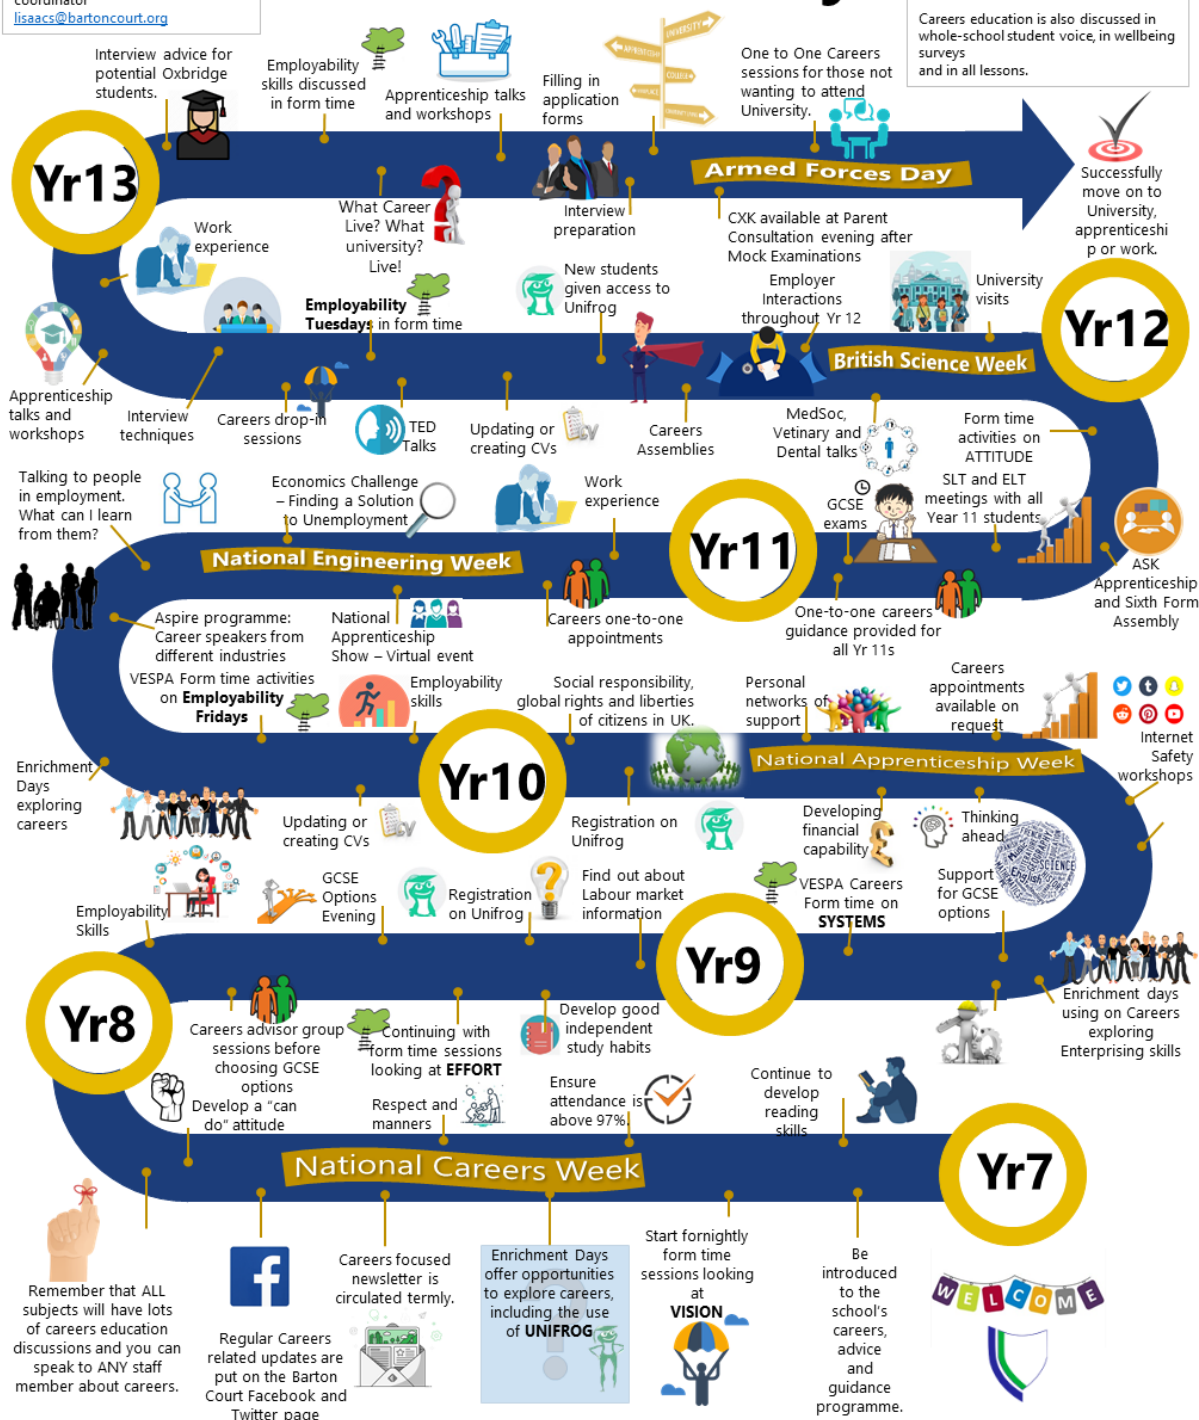 coordinator
lisaacs@bartoncourt.org
Careers education is also discussed in
whole-school student voice, in wellbeing
surveys
and in all lessons.
Interview advice for
potential Oxbridge
students.
Employability
skills discussed
in form time
Apprenticeship talks
and workshops
Filling in
application
forms
UNIVERSITY
APPRENTICESHIP
COLLEGE
One to One Careers
sessions for those not
wanting to attend
University.
Yr13
Armed Forces Day
Successfully
move on to
University,
apprenticeshi
p or work.
What Career
Live? What
university?
Live!
Interview
preparation
CXK available at Parent
Consultation evening after
Mock Examinations
Work
experience
Employability
Tuesdays in form time
New students
given access to
Unifrog
Employer
Interactions
throughout Yr 12
University
visits
Yr12
British Science Week
Apprenticeship
talks and
workshops
Interview
techniques
Careers drop-in
sessions
TED
Talks
Updating or
creating CVs
CV
Careers
Assemblies
MedSoc,
Vetinary and
Dental talks
Form time
activities on
ATTITUDE
Talking to people
in employment.
What can I learn
from them?
Economics Challenge
– Finding a Solution
to Unemployment
Work
experience
GCSE
exams
SLT and ELT
meetings with all
Year 11 students
National Engineering Week
Yr11
ASK
Apprenticeship
and Sixth Form
Assembly
Aspire programme:
Career speakers from
different industries
National
Apprenticeship
Show – Virtual event
Careers one-to-one
appointments
One-to-one careers
guidance provided for
all Yr 11s
VESPA Form time activities
on Employability
Fridays
Employability
skills
Social responsibility,
global rights and liberties
of citizens in UK.
Personal
networks of
support
Careers
appointments
available on
request
Internet
Safety
workshops
Yr10
National Apprenticeship Week
Enrichment
Days
exploring
careers
Updating or
creating CVs
CV
Registration on
Unifrog
Developing
financial
capability
Thinking
ahead
SCIENCE
English
Music
Employability
Skills
GCSE
Options
Evening
Registration
on Unifrog
Find out about
Labour market
information
VESPA Careers
Form time on
SYSTEMS
Support
for GCSE
options
Yr9
Enrichment days
using on Careers
exploring
Enterprising skills
Yr8
Careers advisor group
sessions before
choosing GCSE
options
Continuing with
form time sessions
looking at EFFORT
Develop good
independent
study habits
Develop a “can
do” attitude
Respect and
manners
Ensure
attendance is
above 97%.
Continue to
develop
reading
skills
National Careers Week
Yr7
Remember that ALL
subjects will have lots
of careers education
discussions and you can
speak to ANY staff
member about careers.
Regular Careers
related updates are
put on the Barton
Court Facebook and
Twitter page
Careers focused
newsletter is
circulated termly.
Enrichment Days
offer opportunities
to explore careers,
including the use
of UNIFROG
Start fornightly
form time
sessions looking
at
VISION
Be
introduced
to the
school’s
careers,
advice
and
guidance
programme.
WELCOME